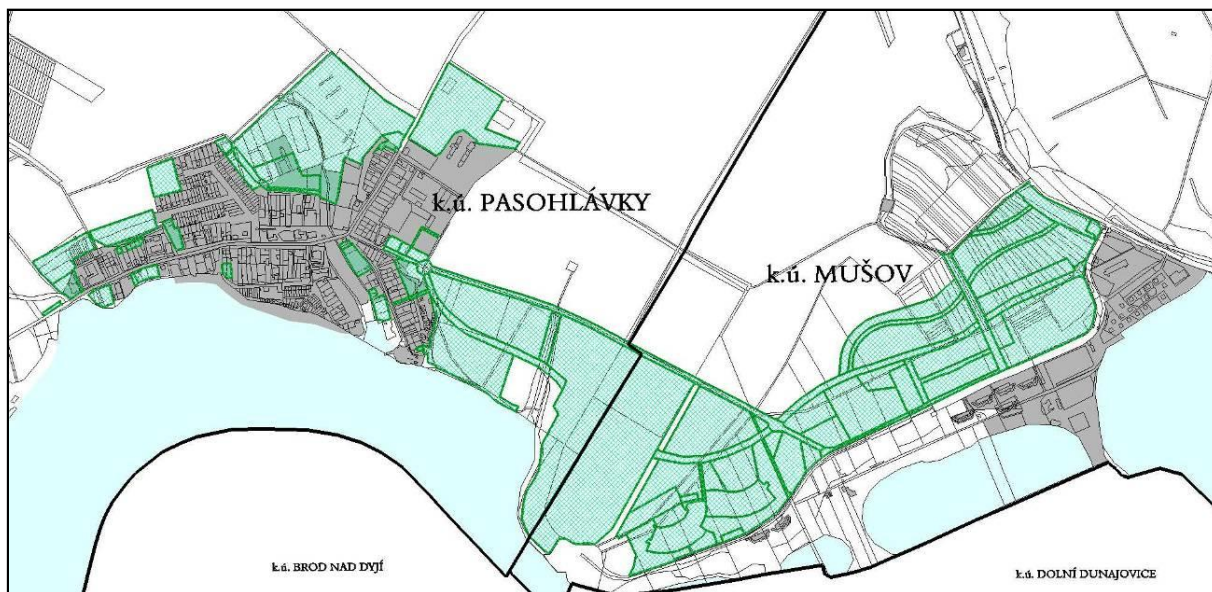 k.ú. PASOHLÁVKY
k.ú. MUŠOV
k.ú. BROD NAD DYJÍ
k.ú. DOLNÍ DUNAJOVICE